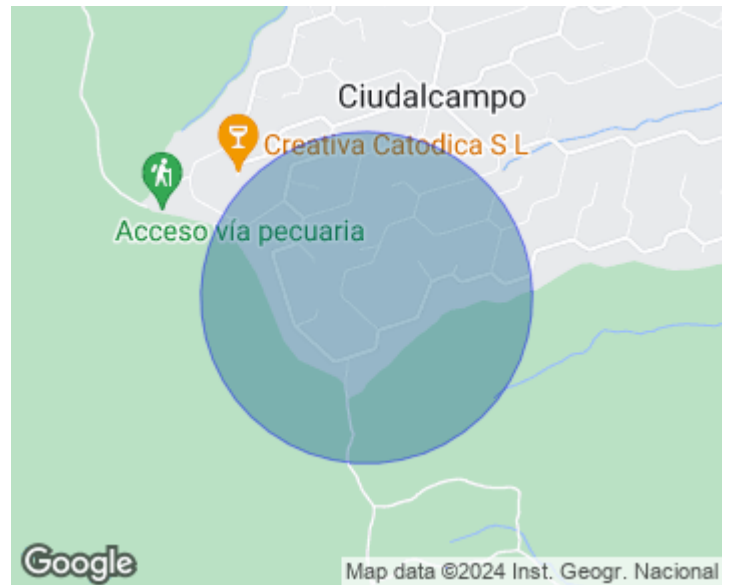 Ciudalcampo
Creativa Catodica S L
Acceso vía pecuaria
Google
Map data ©2024 Inst. Geogr. Nacional